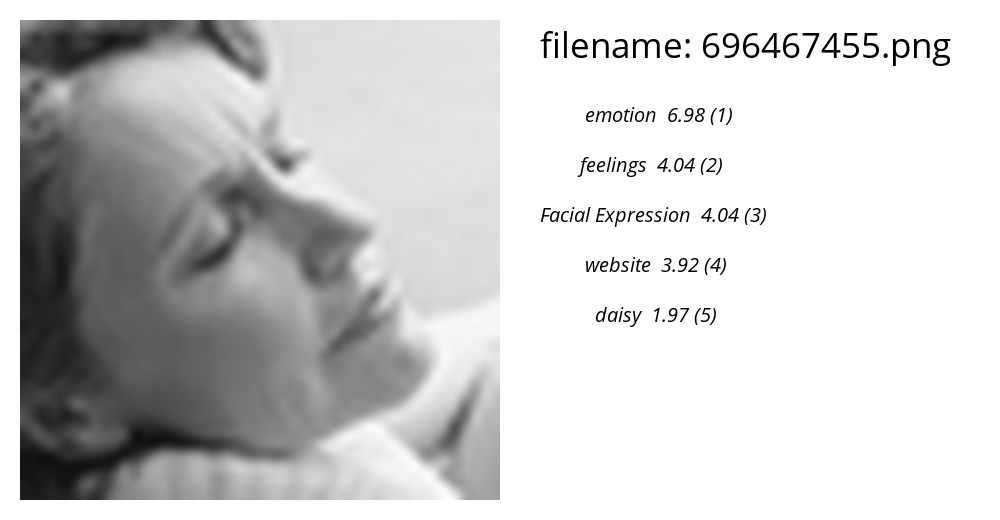 filename: 696467455.png
emotion 6.98 (1)
feelings 4.04 (2)
Facial Expression 4.04 (3)
website 3.92 (4)
daisy 1.97 (5)